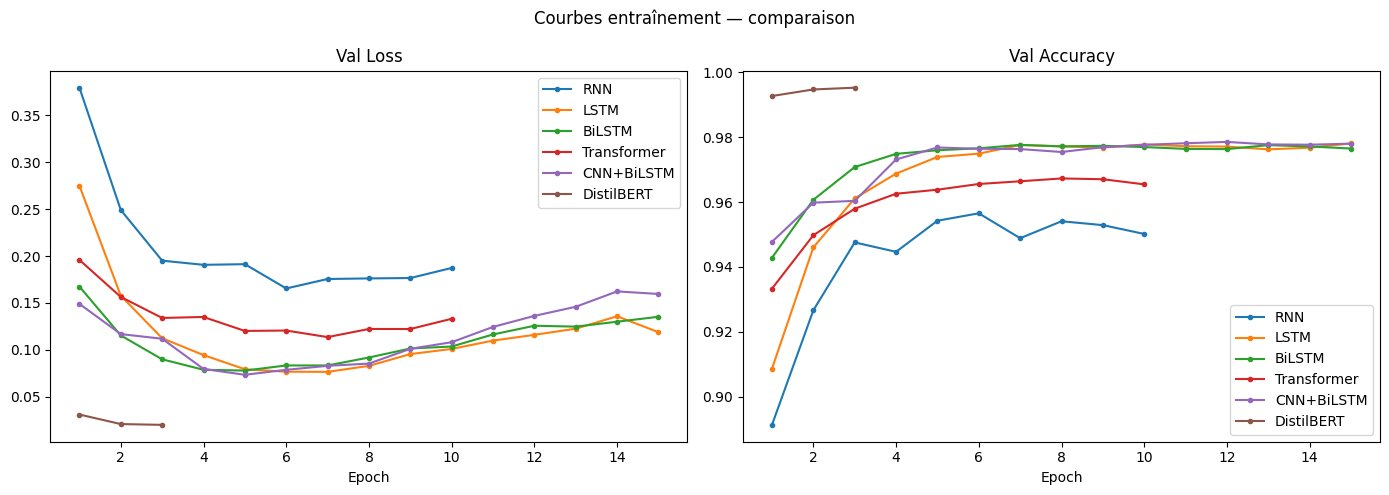 Courbes entraînement — comparaison
Val Loss
0.35
0.30
0.25
0.20
0.15
0.10
0.05
RNN
LSTM
BiLSTM
Transformer
CNN+BiLSTM
DistilBERT
2 4 6 8 10 12 14
Epoch
Val Accuracy
1.00
0.98
0.96
0.94
0.92
0.90
RNN
LSTM
BiLSTM
Transformer
CNN+BiLSTM
DistilBERT
2 4 6 8 10 12 14
Epoch